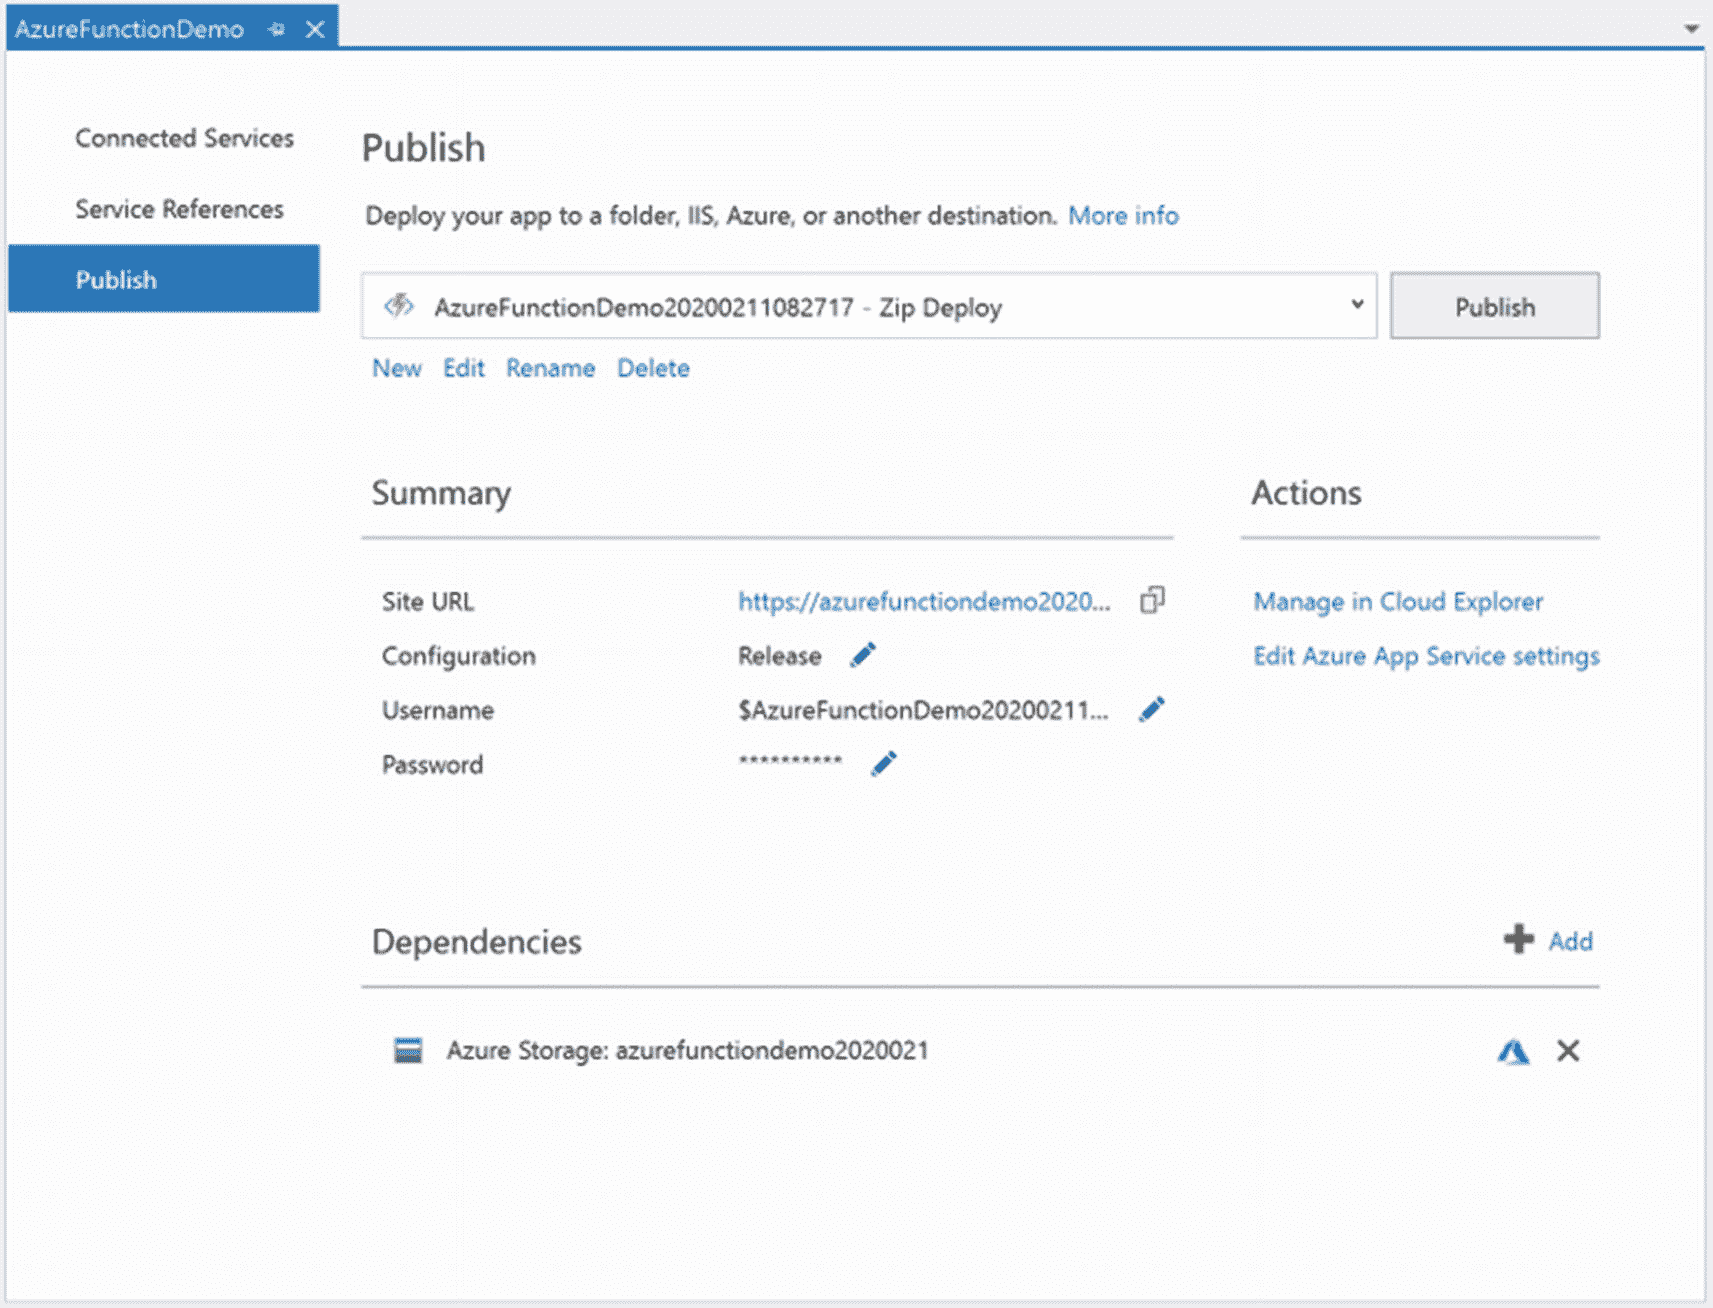 AzureFunctionDemo
Connected Services
Service References
Publish
Publish
Deploy your app to a folder, IIS, Azure, or another destination. More info
AzureFunctionDemo20200211082717 - Zip Deploy
Publish
New Edit Rename Delete
Summary
Actions
Site URL https://azurefunctiondemo2020...
Manage in Cloud Explorer
Configuration Release
Edit Azure App Service settings
Username $AzureFunctionDemo20200211...
Password **********
Dependencies
Add
Azure Storage: azurefunctiondemo2020021